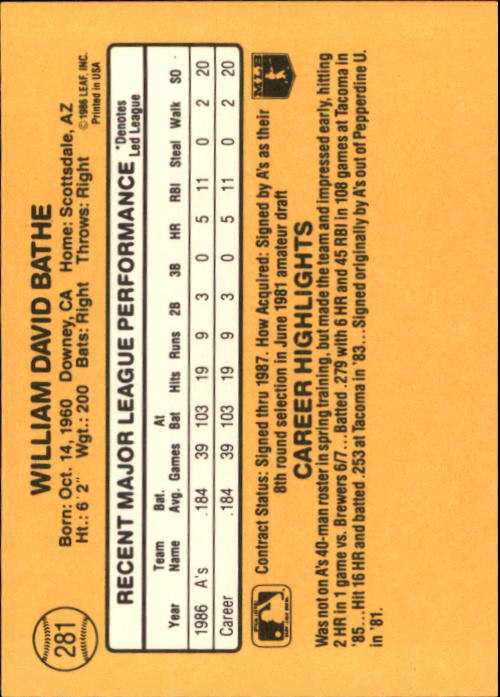 281
WILLIAM DAVID BATHE
Born: Oct. 14, 1960 Downey, CA Home: Scottsdale, AZ
Ht.: 6' 2" Wgt.: 200 Bats: Right Throws: Right
© 1986 LEAF, INC.
Printed in USA
RECENT MAJOR LEAGUE PERFORMANCE
*Denotes
Led League
Year Team Name Bat. Avg. Games At Bat Hits Runs 2B 3B HR RBI Steal Walk SO
1986 A's .184 39 103 19 9 3 0 5 11 0 2 20
Career .184 39 103 19 9 3 0 5 11 0 2 20
Contract Status: Signed thru 1987. How Acquired: Signed by A's as their
8th round selection in June 1981 amateur draft
MLB
CAREER HIGHLIGHTS
Was not on A's 40-man roster in spring training, but made the team and impressed early, hitting
2 HR in 1 game vs. Brewers 6/7... Batted .279 with 6 HR and 45 RBI in 108 games at Tacoma in
'85... Hit 16 HR and batted .253 at Tacoma in '83... Signed originally by A's out of Pepperdine U.
in '81.